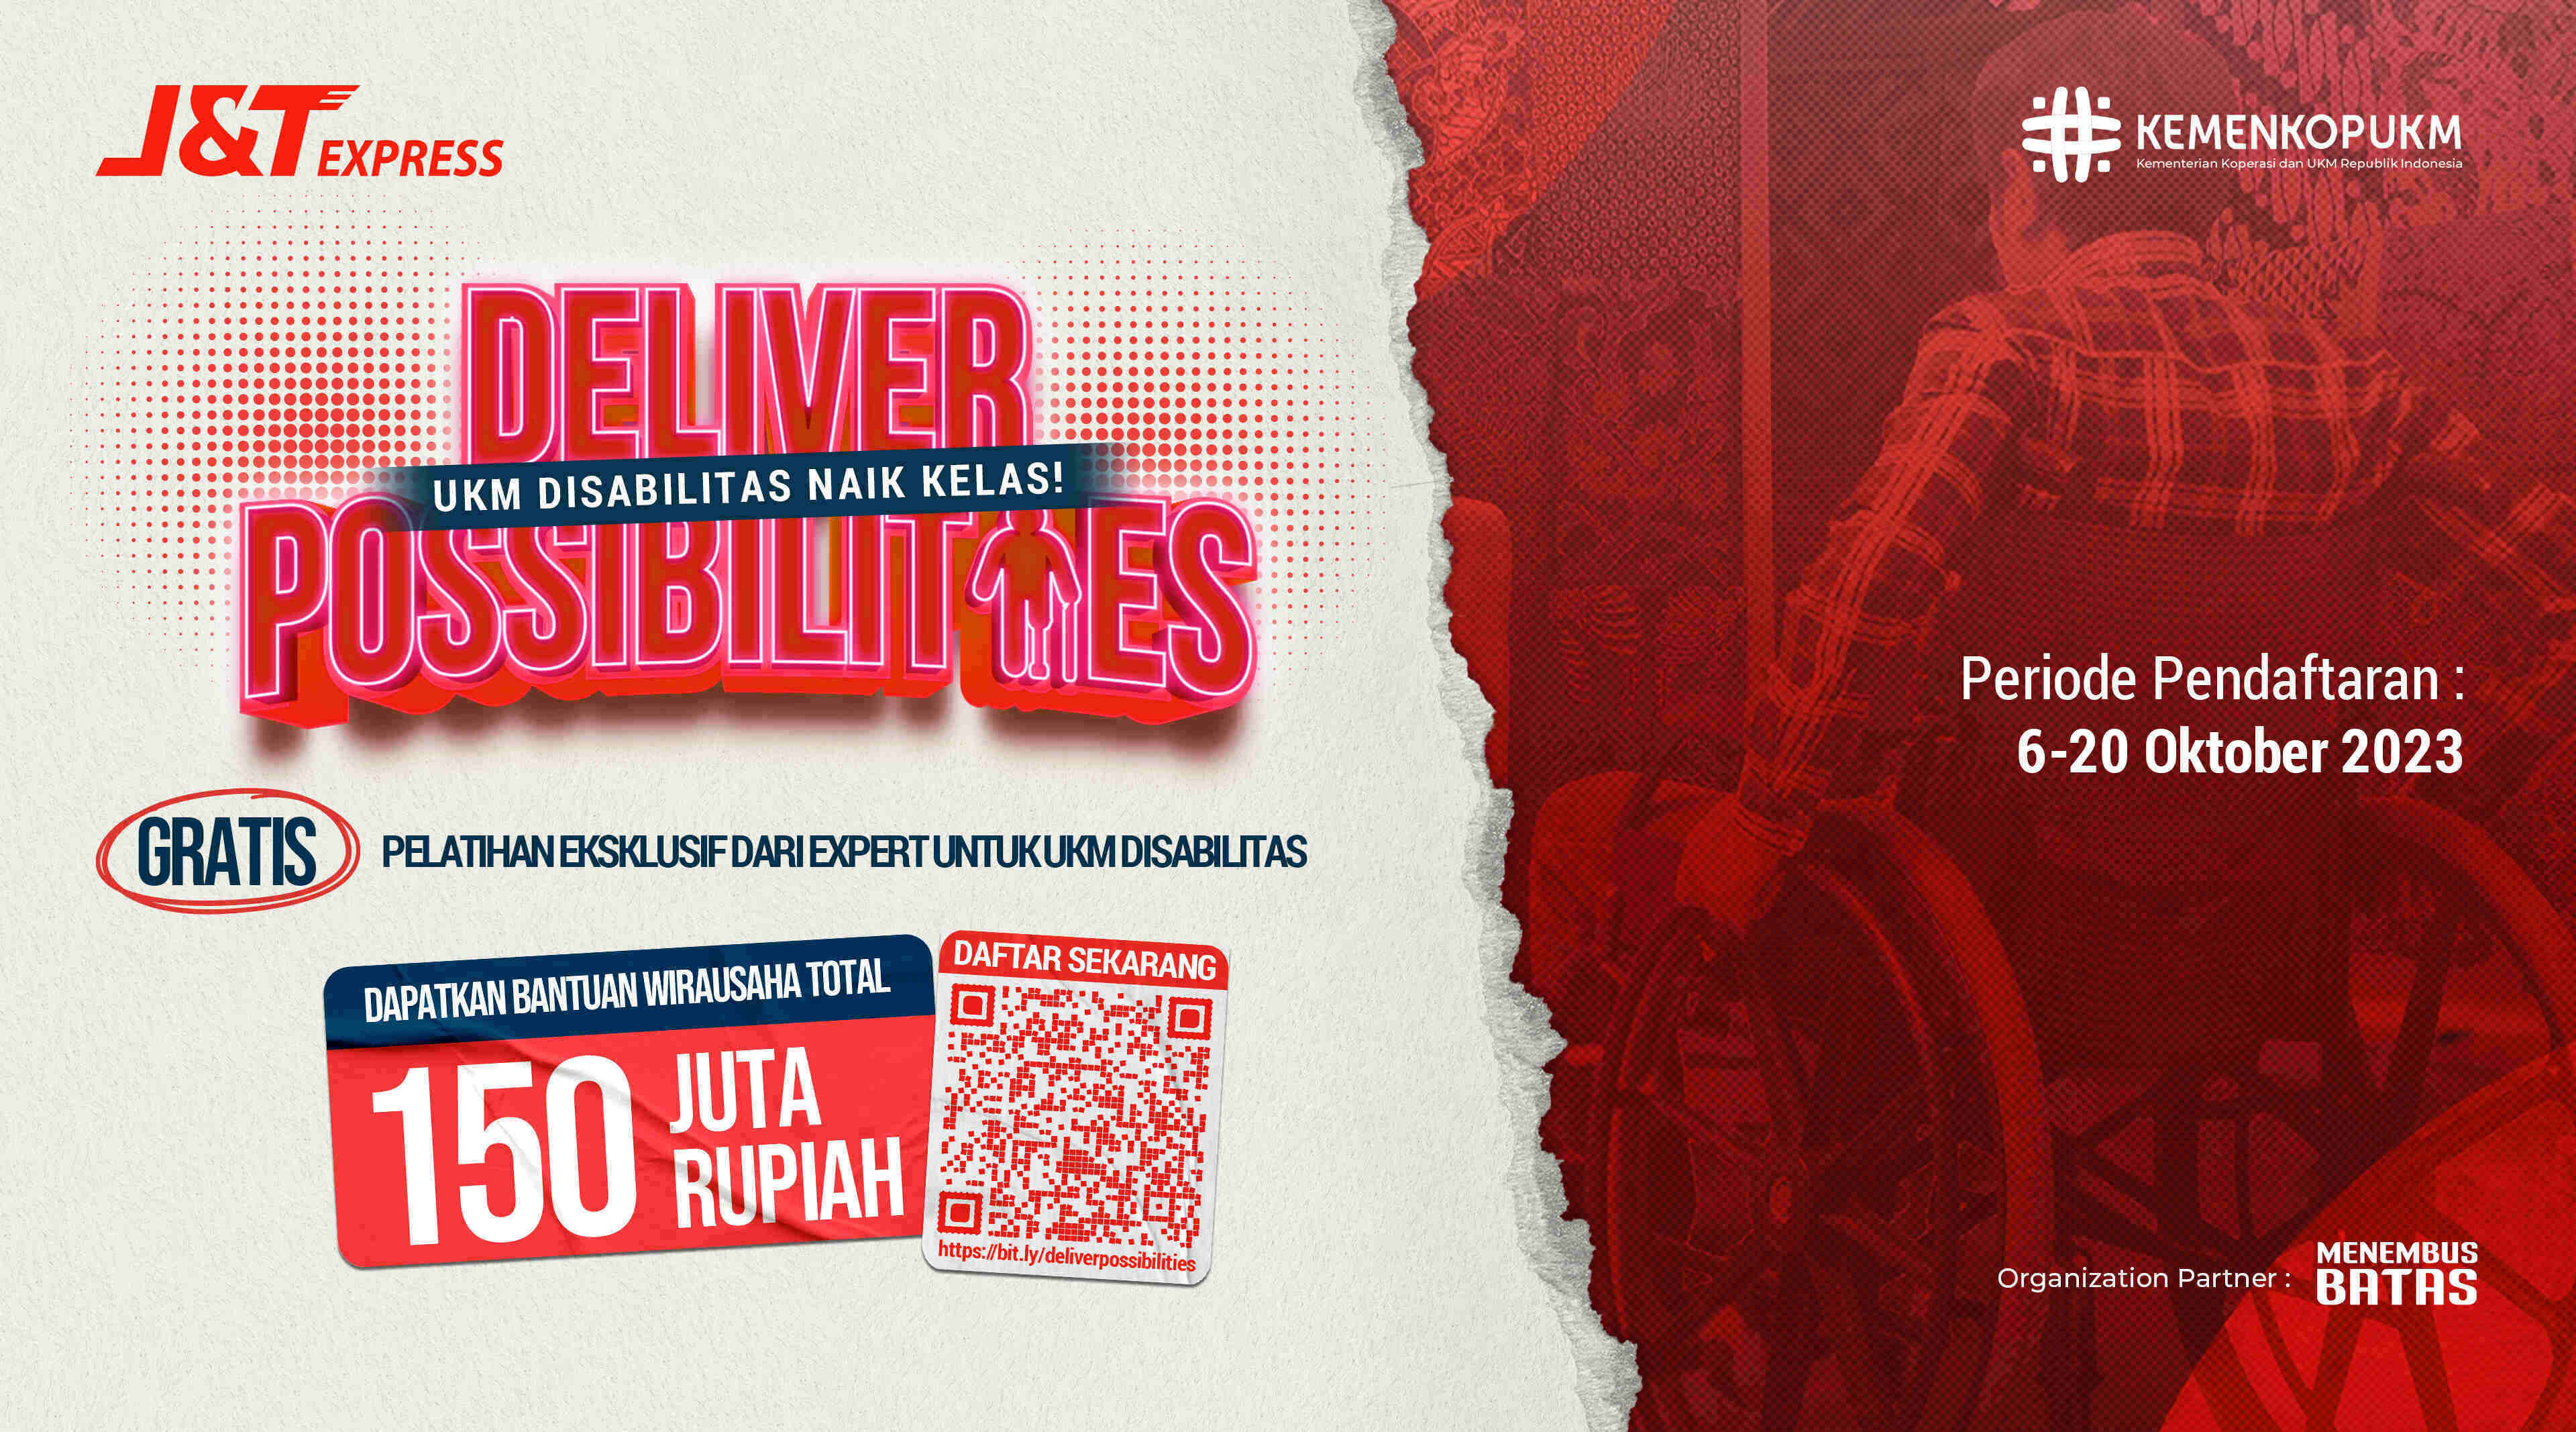 J&T EXPRESS
KEMENKOPUKM
Kementerian Koperasi dan UKM Republik Indonesia
DELIVER
UKM DISABILITAS NAIK KELAS!
POSSIBILITIES
Periode Pendaftaran :
6-20 Oktober 2023
GRATIS
PELATIHAN EKSKLUSIF DARI EXPERT UNTUK UKM DISABILITAS
DAPATKAN BANTUAN WIRAUSAHA TOTAL
150 JUTA
RUPIAH
DAFTAR SEKARANG
https://bit.ly/deliverpossibilities
Organization Partner :
MENEMBUS
BATAS